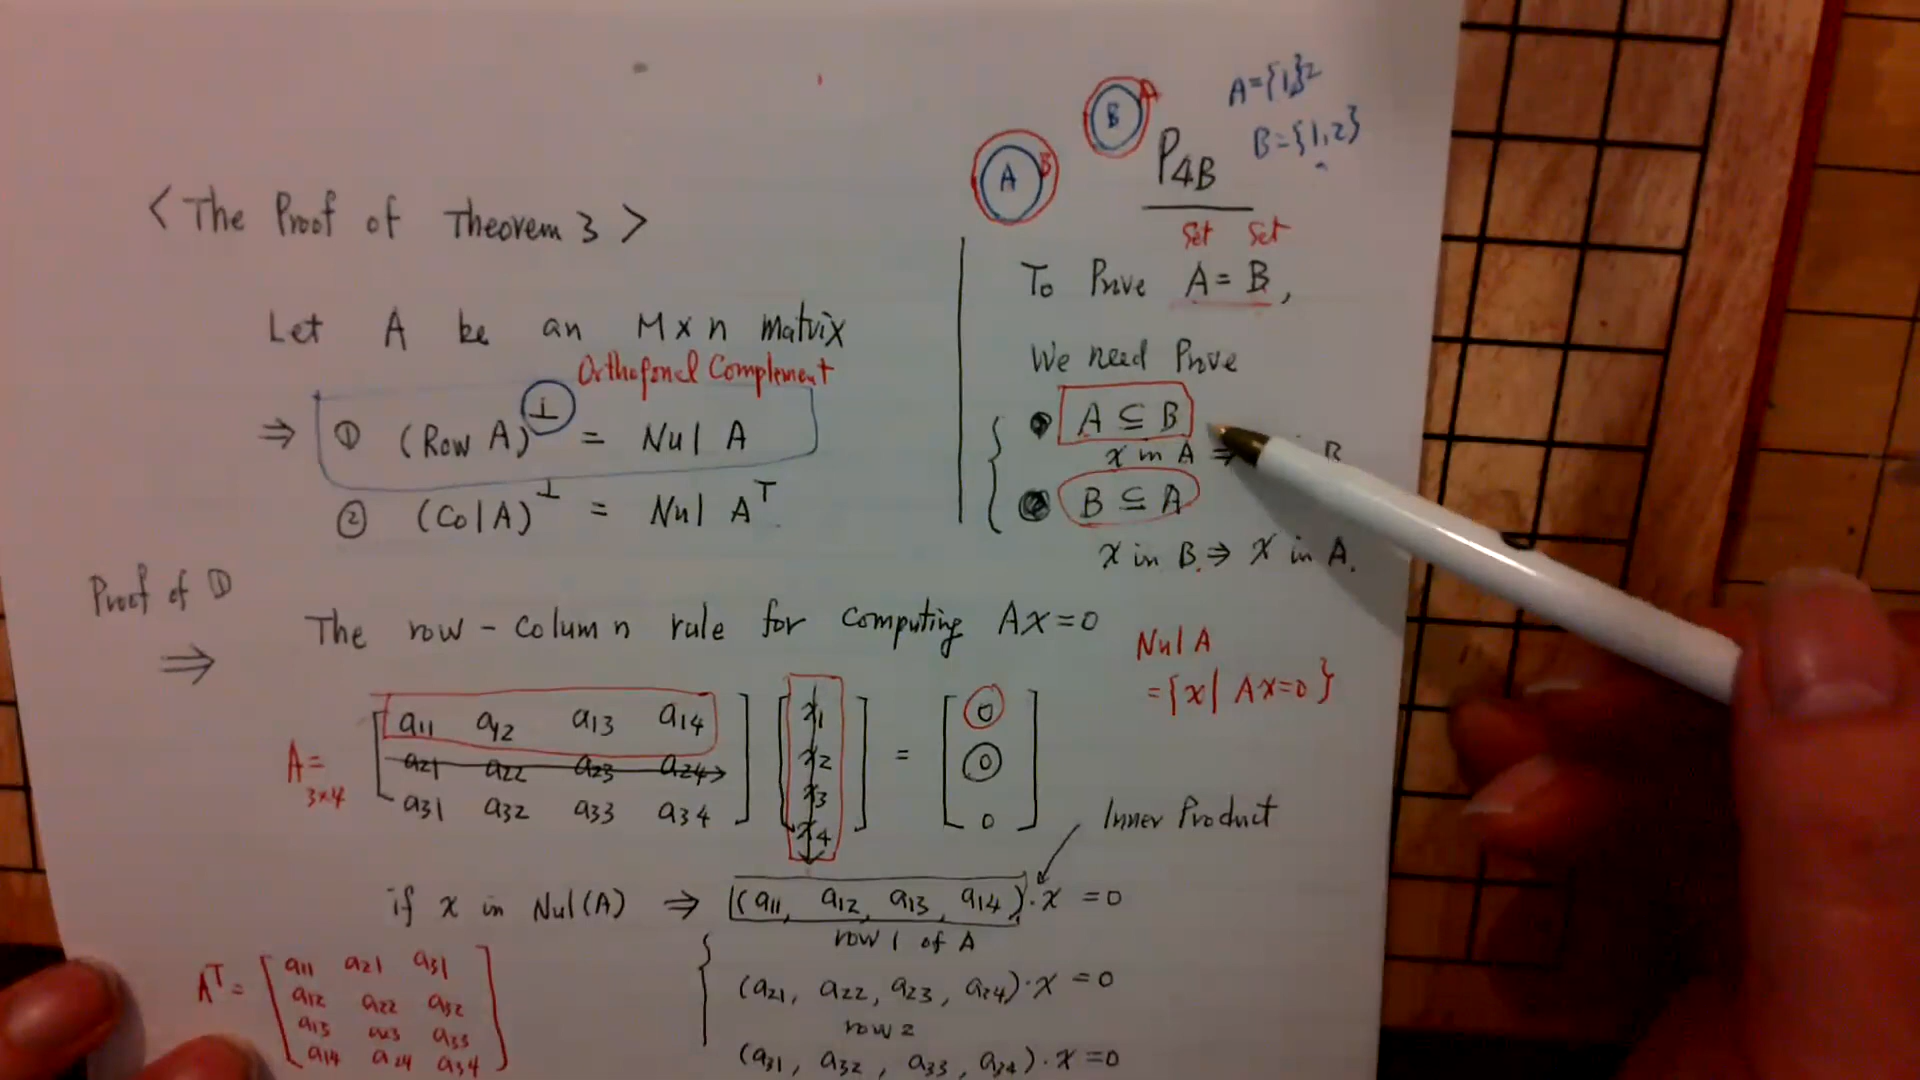 A={1}2
B={1,2}
B A
A B
P4B
< The Proof of Theorem 3 >
Set Set
To Prove A = B,
Let A be an M x n matrix
We need Prove
Orthogonal Complement
⇒ ① (Row A)⊥ = Nul A
② (Col A)⊥ = Nul Aᵀ
A ⊆ B
x in A ⇒ B
B ⊆ A
x in B. ⇒ x in A.
Proof of ①
⇒ The row - column rule for computing Ax=0
Nul A
= {x | Ax=0}
A= 3x4
a11 a12 a13 a14
a21 a22 a23 a24
a31 a32 a33 a34
x1
x2
x3
x4
=
0
0
0
Inner Product
if x in Nul(A) ⇒ (a11, a12, a13, a14)·x = 0
row 1 of A
(a21, a22, a23, a24)·x = 0
row 2
(a31, a32, a33, a34)·x = 0
Aᵀ =
a11 a21 a31
a12 a22 a32
a13 a23 a33
a14 a24 a34